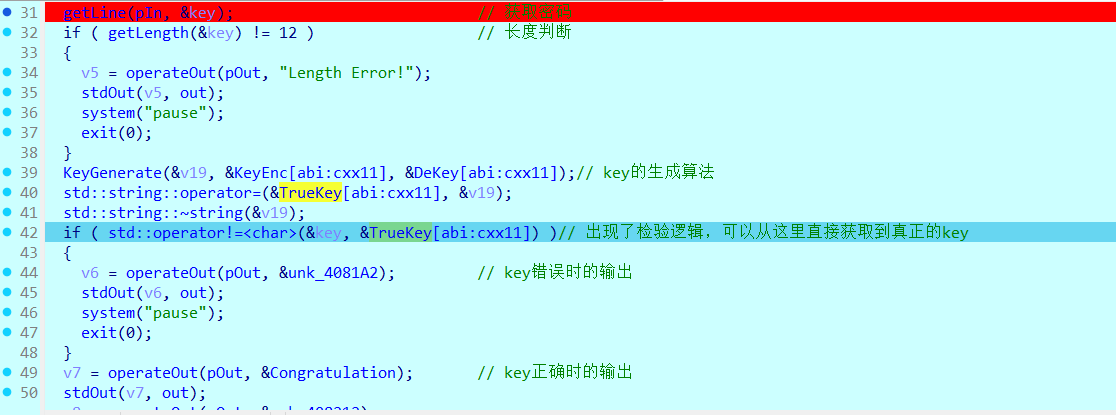 31 getLine(pIn, &key); // 读取密码
32 if ( getLength(&key) != 12 ) // 长度判断
33 {
34 v5 = operateOut(pOut, "Length Error!");
35 stdOut(v5, out);
36 system("pause");
37 exit(0);
38 }
39 KeyGenerate(&v19, &KeyEnc[abi:cxx11], &DeKey[abi:cxx11]);// key的生成算法
40 std::string::operator=(&TrueKey[abi:cxx11], &v19);
41 std::string::~string(&v19);
42 if ( std::operator!=<char>(&key, &TrueKey[abi:cxx11]) )// 出现了检验逻辑，可以从这里直接获取到真正的key
43 {
44 v6 = operateOut(pOut, &unk_4081A2); // key错误时的输出
45 stdOut(v6, out);
46 system("pause");
47 exit(0);
48 }
49 v7 = operateOut(pOut, &Congratulation); // key正确时的输出
50 stdOut(v7, out);